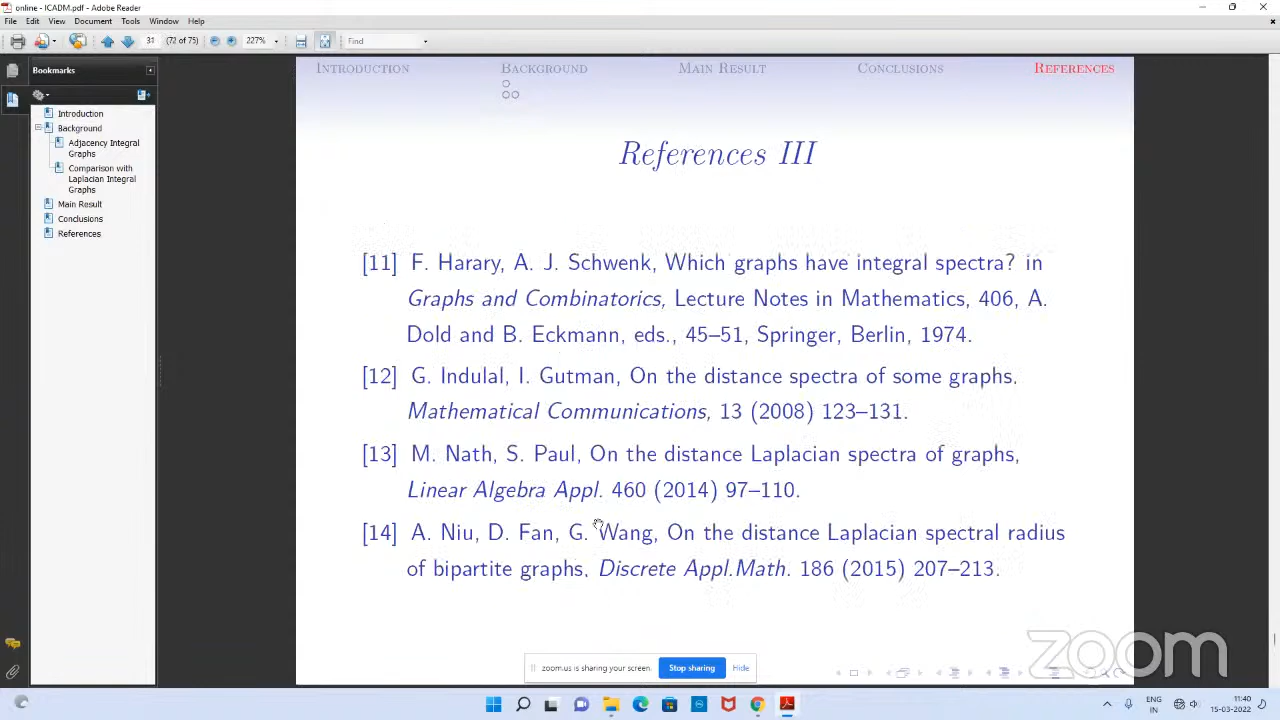 online - ICADM.pdf - Adobe Reader
File Edit View Document Tools Window Help
31 (72 of 75) 227% Find
Bookmarks
Introduction
Background
Adjacency Integral
Graphs
Comparison with
Laplacian Integral
Graphs
Main Result
Conclusions
References
INTRODUCTION BACKGROUND MAIN RESULT CONCLUSIONS REFERENCES
References III
[11] F. Harary, A. J. Schwenk, Which graphs have integral spectra? in
Graphs and Combinatorics, Lecture Notes in Mathematics, 406, A.
Dold and B. Eckmann, eds., 45–51, Springer, Berlin, 1974.
[12] G. Indulal, I. Gutman, On the distance spectra of some graphs.
Mathematical Communications, 13 (2008) 123–131.
[13] M. Nath, S. Paul, On the distance Laplacian spectra of graphs,
Linear Algebra Appl. 460 (2014) 97–110.
[14] A. Niu, D. Fan, G. Wang, On the distance Laplacian spectral radius
of bipartite graphs, Discrete Appl.Math. 186 (2015) 207–213.
zoom
zoom.us is sharing your screen. Stop sharing Hide
ENG
IN
11:40
15-03-2022